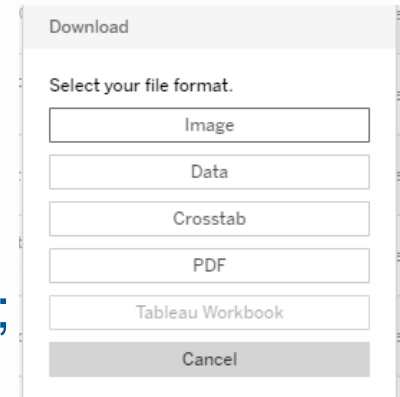 Download
Select your file format.
Image
Data
Crosstab
PDF
Tableau Workbook
Cancel